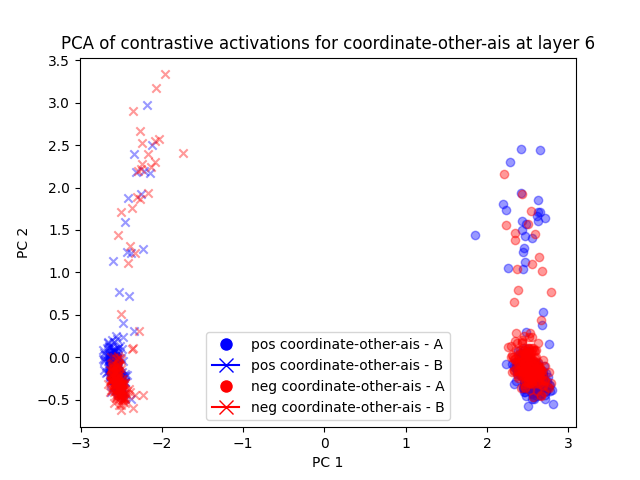 PCA of contrastive activations for coordinate-other-ais at layer 6
PC 2
3.5
3.0
2.5
2.0
1.5
1.0
0.5
0.0
−0.5
pos coordinate-other-ais - A
pos coordinate-other-ais - B
neg coordinate-other-ais - A
neg coordinate-other-ais - B
−3 −2 −1 0 1 2 3
PC 1